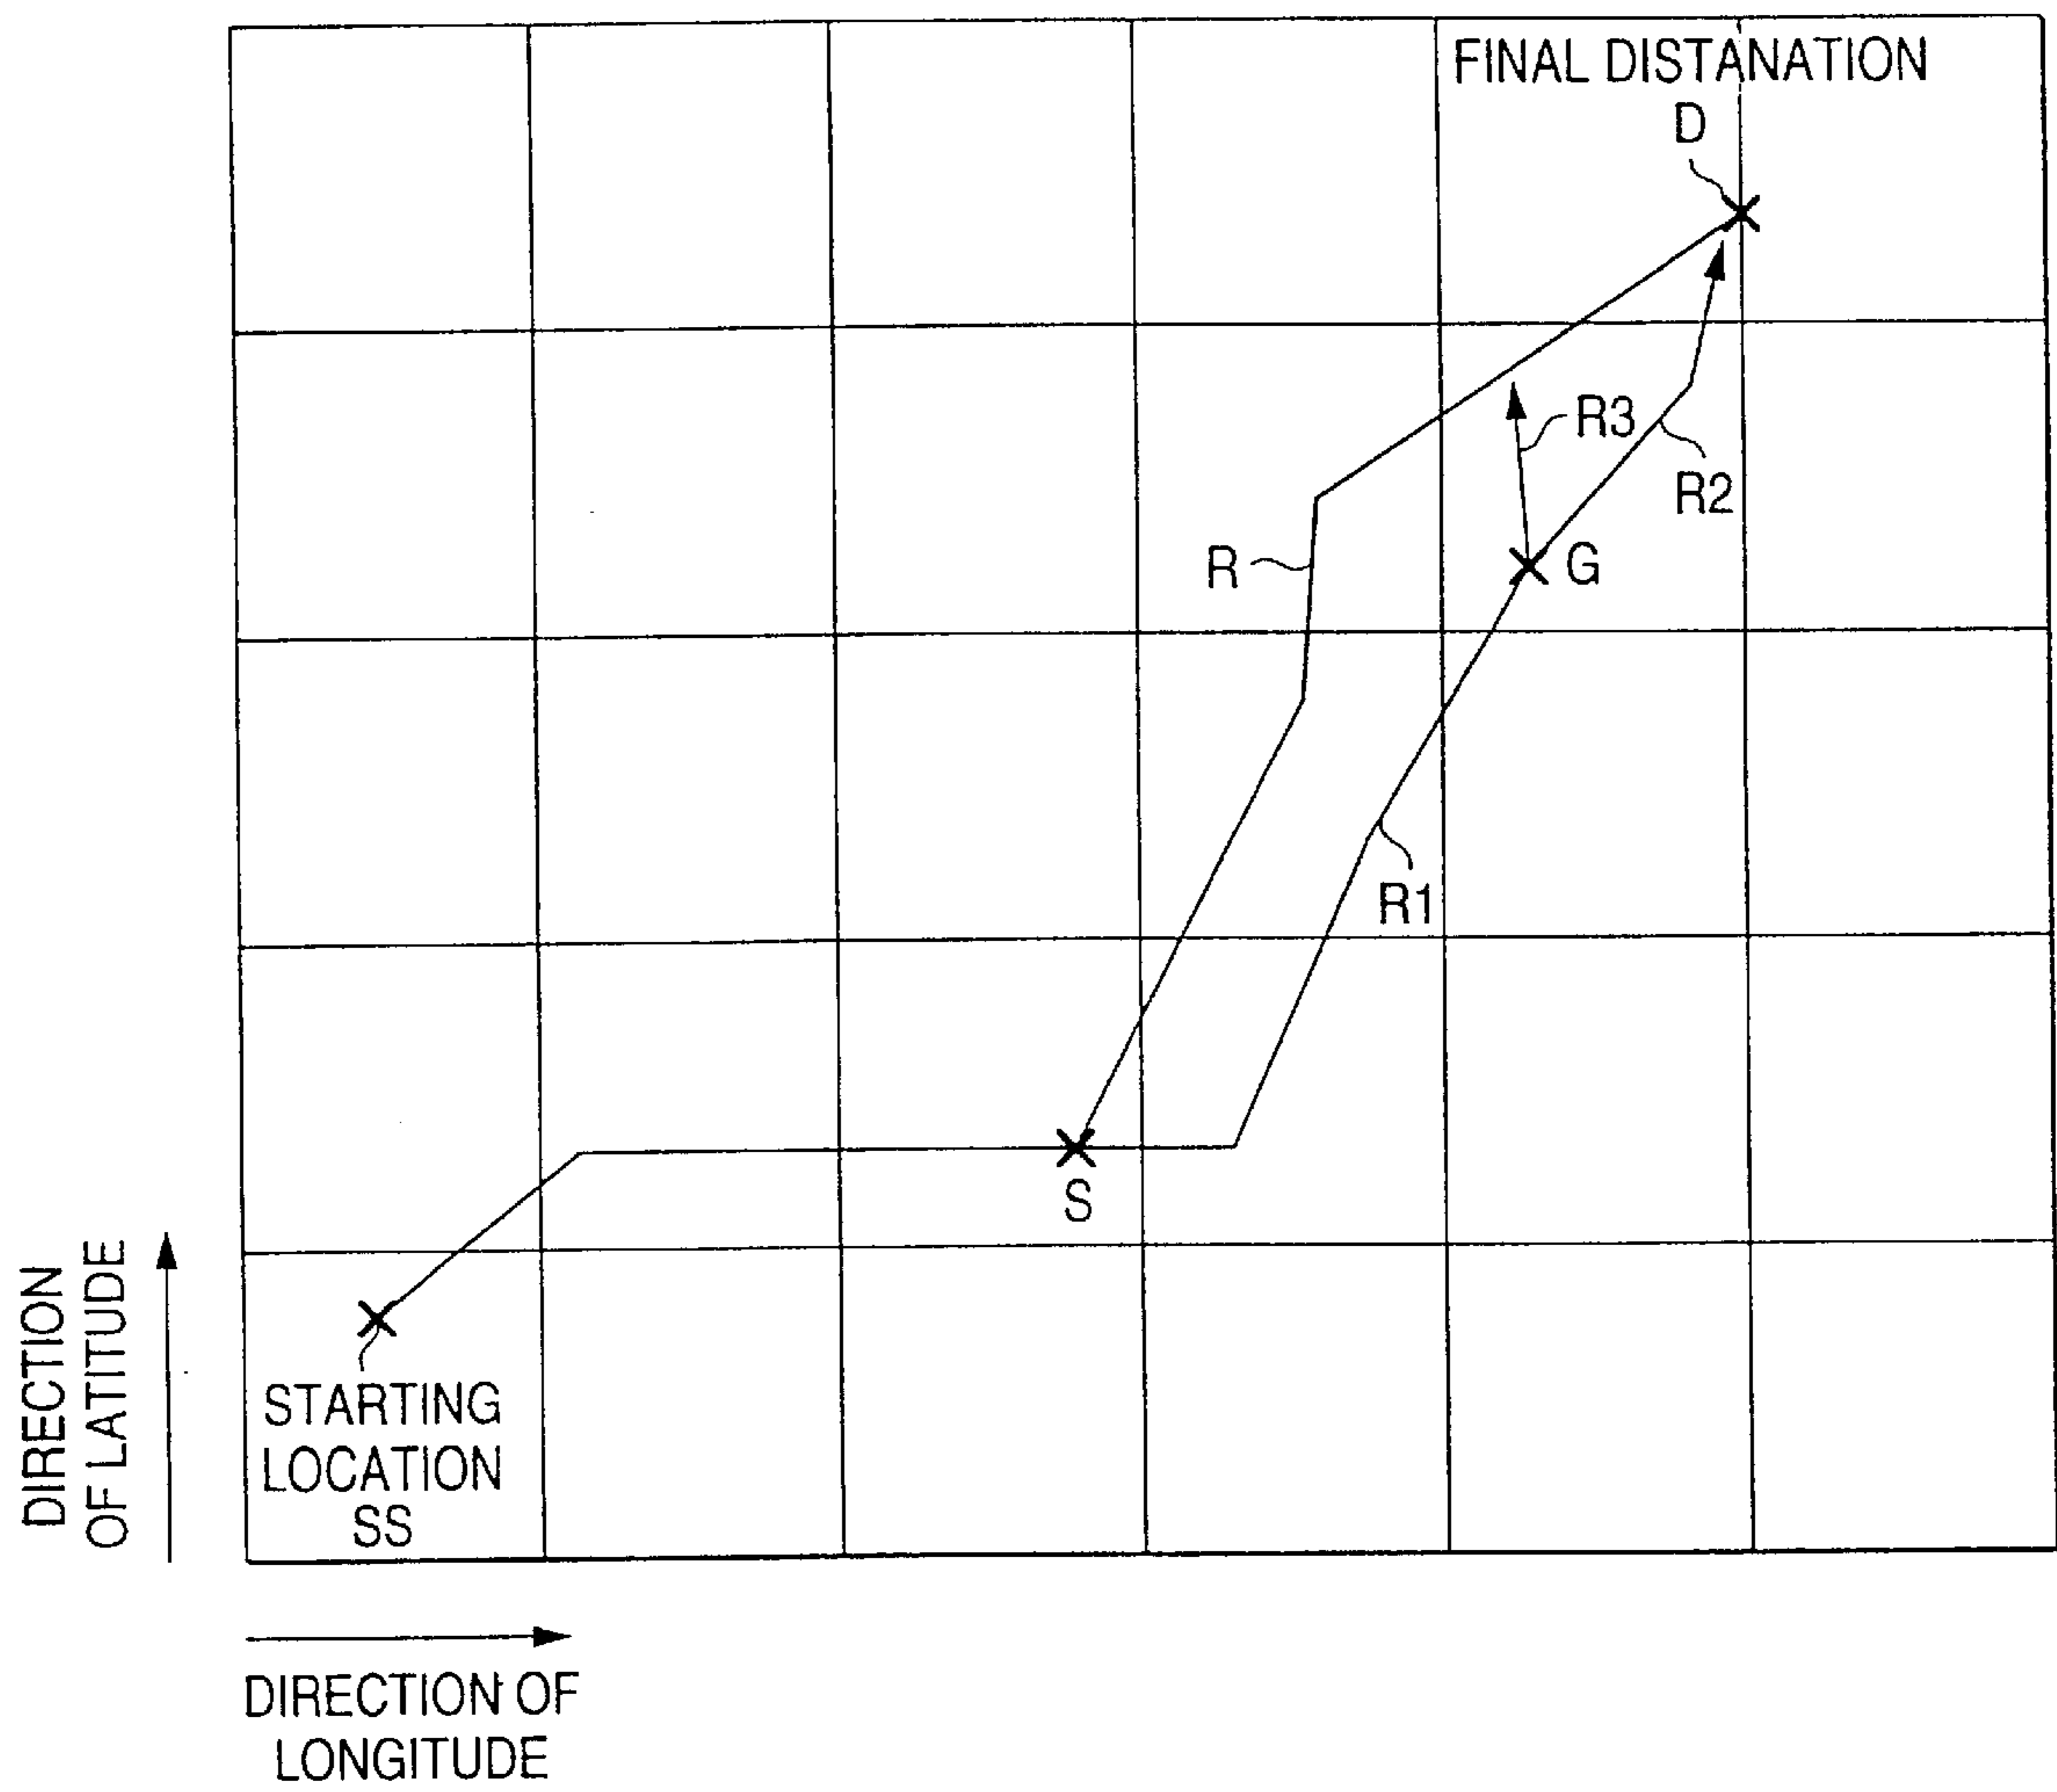 FINAL DISTANATION
D
R3
R2
R
G
R1
S
STARTING
LOCATION
SS
DIRECTION
OF LATITUDE
DIRECTION OF
LONGITUDE